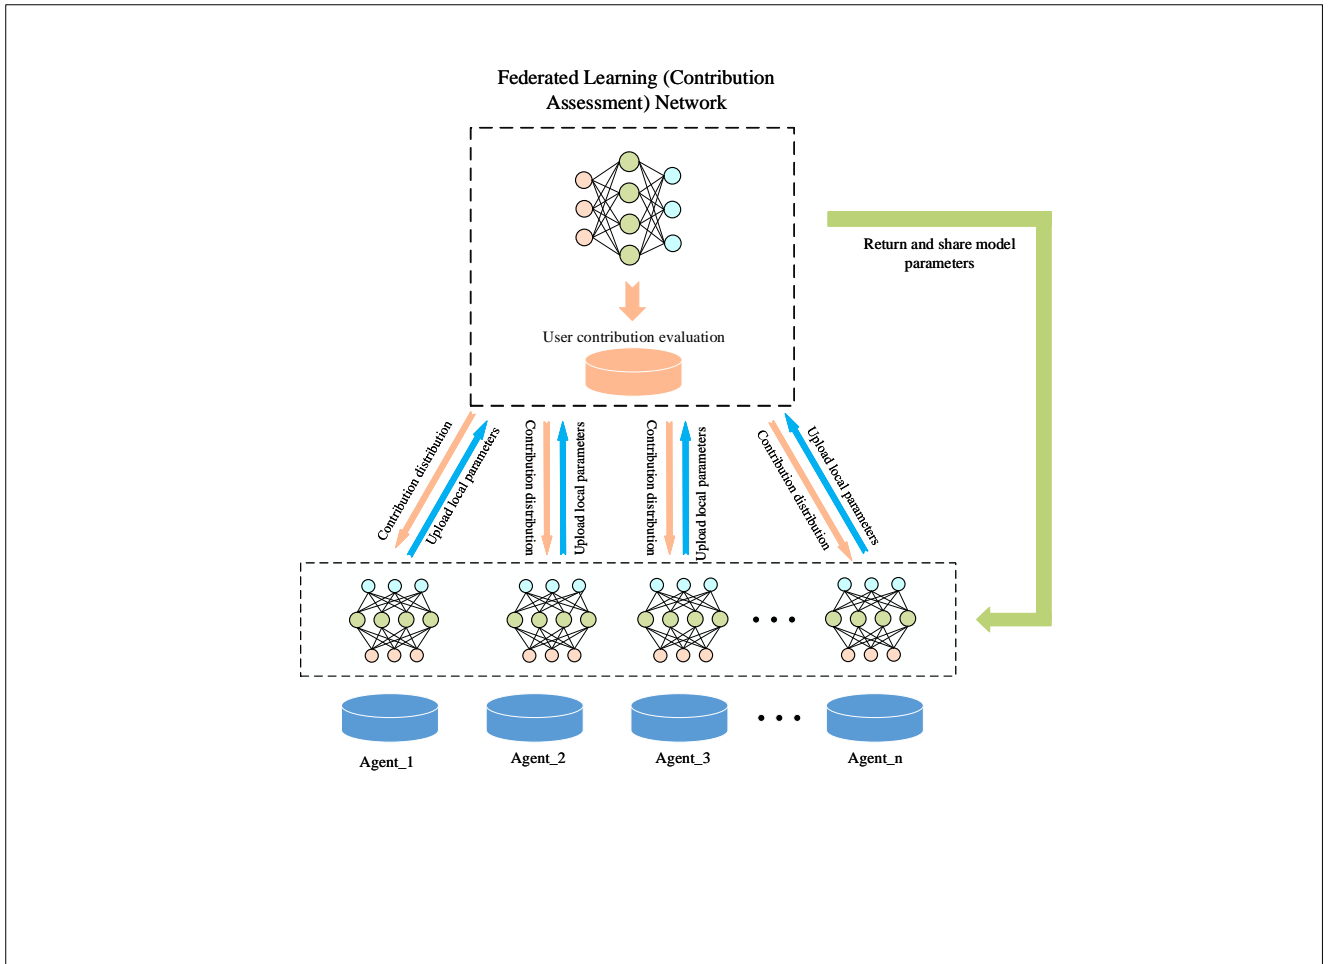 Federated Learning (Contribution
Assessment) Network
Return and share model
parameters
User contribution evaluation
Contribution distribution
Upload local parameters
Contribution distribution
Upload local parameters
Contribution distribution
Upload local parameters
Contribution distribution
Upload local parameters
Agent_1
Agent_2
Agent_3
Agent_n